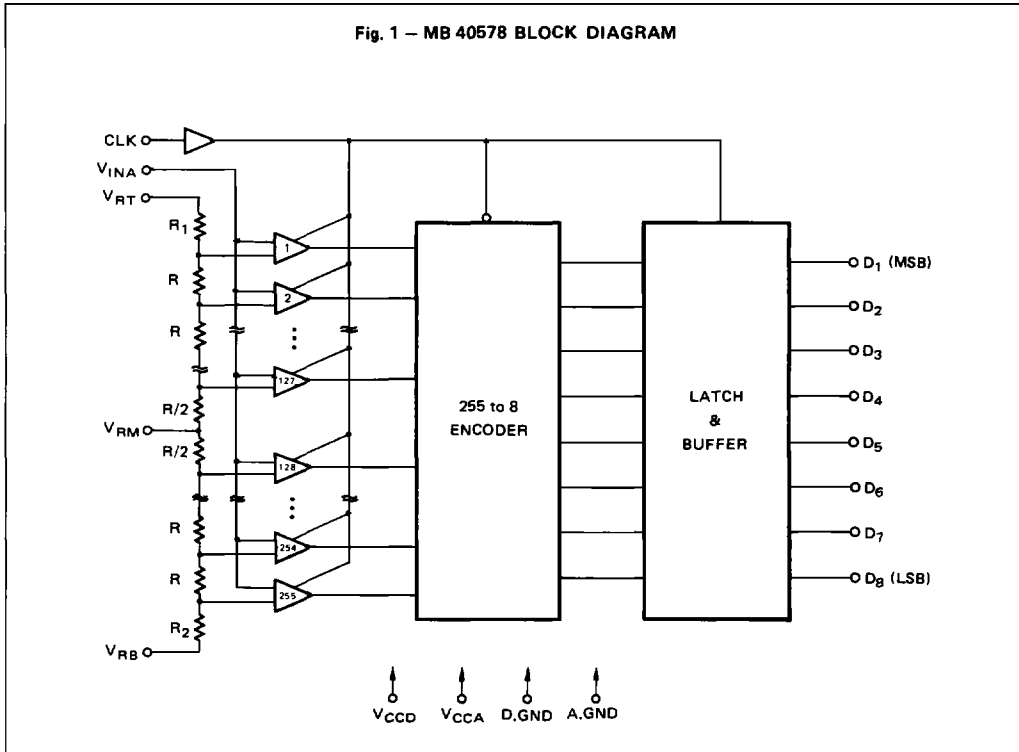 Fig. 1 – MB 40578 BLOCK DIAGRAM
CLK
VINA
VRT
R1
R
R
R/2
VRM
R/2
R
R
R2
VRB
1
2
127
128
254
255
255 to 8
ENCODER
LATCH
&
BUFFER
D1 (MSB)
D2
D3
D4
D5
D6
D7
D8 (LSB)
VCCD
VCCA
D.GND
A.GND